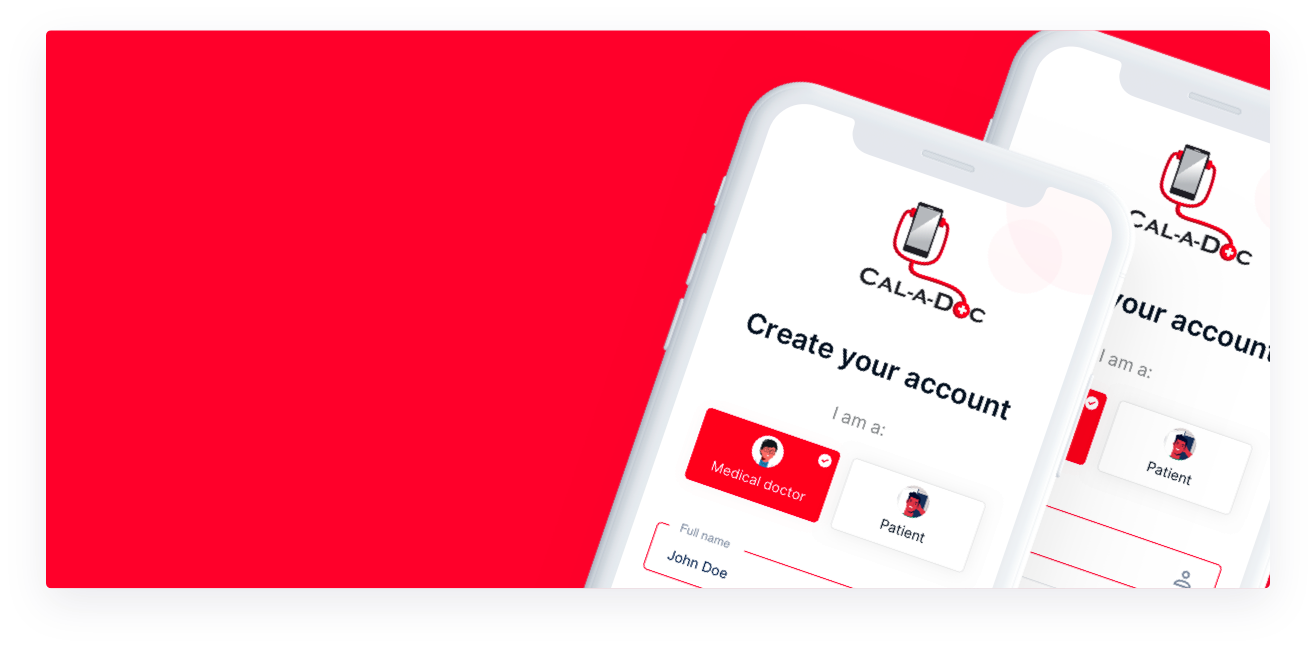 CAL-A-DOC
Create your account
I am a:
Medical doctor
Patient
Full name
John Doe
CAL-A-DOC
your account
I am a:
Patient